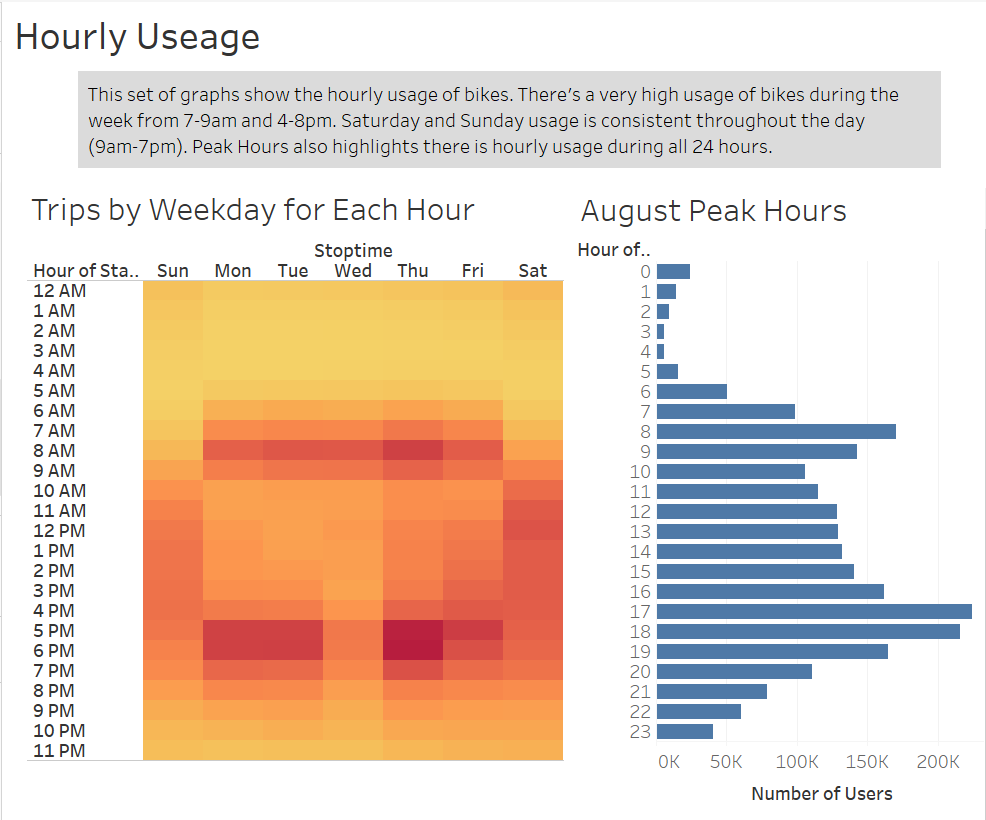 Hourly Useage
This set of graphs show the hourly usage of bikes. There's a very high usage of bikes during the
week from 7-9am and 4-8pm. Saturday and Sunday usage is consistent throughout the day
(9am-7pm). Peak Hours also highlights there is hourly usage during all 24 hours.
Trips by Weekday for Each Hour
Stoptime
Hour of Sta.. Sun Mon Tue Wed Thu Fri Sat
12 AM
1 AM
2 AM
3 AM
4 AM
5 AM
6 AM
7 AM
8 AM
9 AM
10 AM
11 AM
12 PM
1 PM
2 PM
3 PM
4 PM
5 PM
6 PM
7 PM
8 PM
9 PM
10 PM
11 PM
August Peak Hours
Hour of..
0
1
2
3
4
5
6
7
8
9
10
11
12
13
14
15
16
17
18
19
20
21
22
23
0K 50K 100K 150K 200K
Number of Users